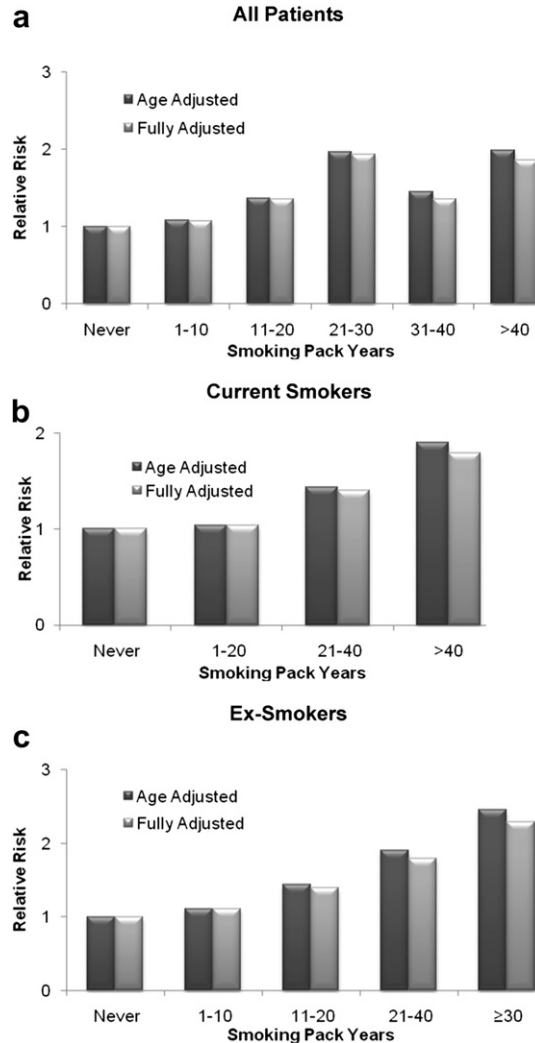 a
All Patients
3
2
1
0
Relative Risk
Age Adjusted
Fully Adjusted
Never 1-10 11-20 21-30 31-40 >40
Smoking Pack Years
b
Current Smokers
2
1
0
Relative Risk
Age Adjusted
Fully Adjusted
Never 1-20 21-40 >40
Smoking Pack Years
Ex-Smokers
c
3
2
1
0
Relative Risk
Age Adjusted
Fully Adjusted
Never 1-10 11-20 21-40 ≥30
Smoking Pack Years